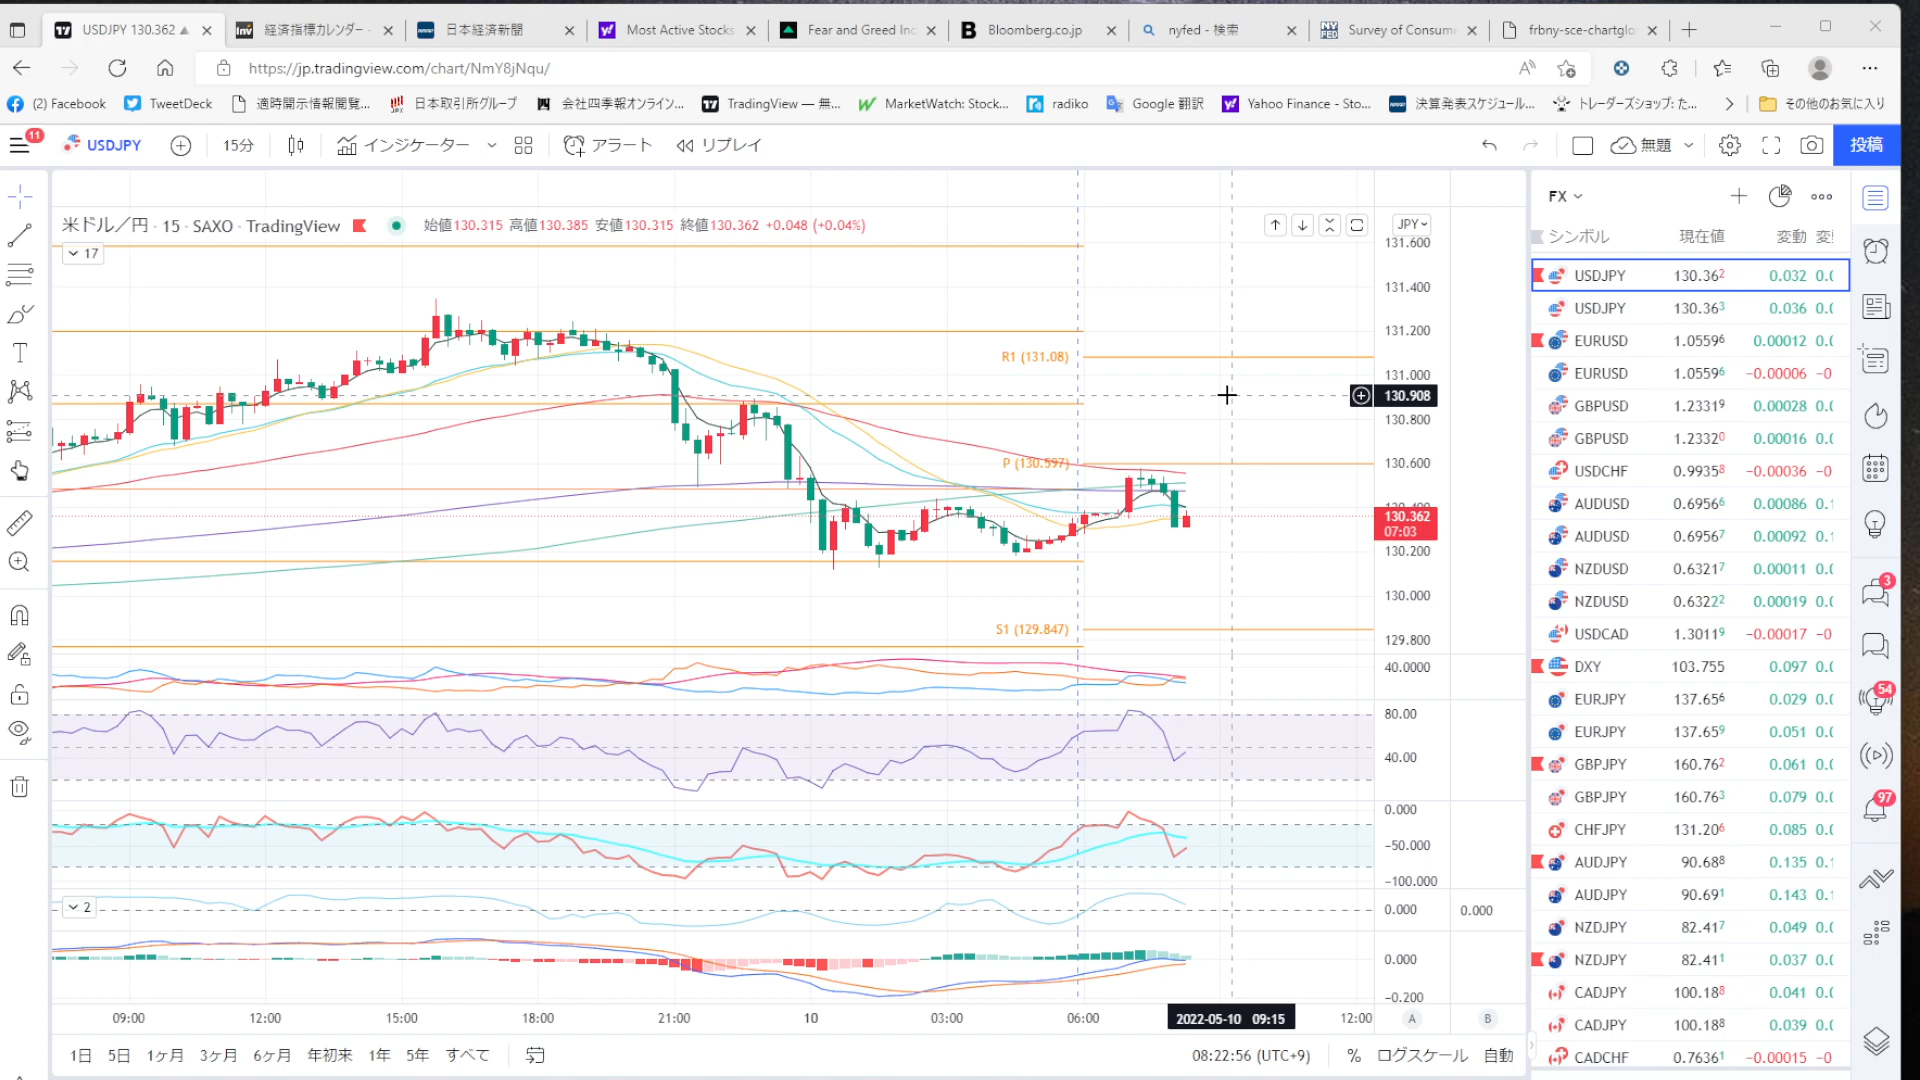 USDJPY 130.362
経済指標カレンダー -
日本経済新聞
Most Active Stocks
Fear and Greed Inc
Bloomberg.co.jp
nyfed - 検索
Survey of Consume
frbny-sce-chartglo
https://jp.tradingview.com/chart/NmY8jNqu/
(2) Facebook
TweetDeck
適時開示情報閲覧...
日本取引所グループ
会社四季報オンライン...
TradingView — 無...
MarketWatch: Stock...
radiko
Google 翻訳
Yahoo Finance - Sto...
決算発表スケジュール...
トレーダーズショップ: た...
その他のお気に入り
11
USDJPY
15分
インジケーター
アラート
リプレイ
無題
投稿
米ドル／円 · 15 · SAXO · TradingView
始値130.315 高値130.385 安値130.315 終値130.362 +0.048 (+0.04%)
17
JPY
131.600
131.400
131.200
131.000
130.908
130.800
130.600
130.400
130.362
07:03
130.200
130.000
129.800
R1 (131.08)
P (130.597)
S1 (129.847)
40.0000
80.00
40.00
0.000
-50.000
-100.000
2
0.000
0.000
0.000
-0.200
09:00
12:00
15:00
18:00
21:00
10
03:00
06:00
2022-05-10 09:15
12:00
A
B
1日
5日
1ヶ月
3ヶ月
6ヶ月
年初来
1年
5年
すべて
08:22:56 (UTC+9)
%
ログスケール
自動
FX
シンボル 現在値 変動
USDJPY 130.362 0.032
USDJPY 130.363 0.036
EURUSD 1.05596 0.00012
EURUSD 1.05596 −0.00006
GBPUSD 1.23319 0.00028
GBPUSD 1.23320 0.00016
USDCHF 0.99358 −0.00036
AUDUSD 0.69566 0.00086
AUDUSD 0.69567 0.00092
NZDUSD 0.63217 0.00011
NZDUSD 0.63222 0.00019
USDCAD 1.30119 −0.00017
DXY 103.755 0.097
EURJPY 137.656 0.029
EURJPY 137.659 0.051
GBPJPY 160.762 0.061
GBPJPY 160.763 0.079
CHFJPY 131.206 0.085
AUDJPY 90.688 0.135
AUDJPY 90.691 0.143
NZDJPY 82.417 0.049
NZDJPY 82.411 0.037
CADJPY 100.188 0.041
CADJPY 100.188 0.039
CADCHF 0.76361 −0.00015
3
54
97